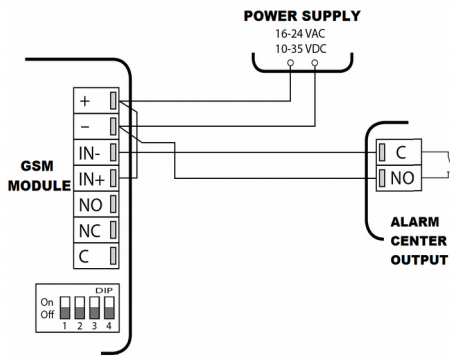 POWER SUPPLY
16-24 VAC
10-35 VDC
+
−
IN-
IN+
NO
NC
C
GSM
MODULE
C
NO
ALARM
CENTER
OUTPUT
DIP
On
Off
1 2 3 4